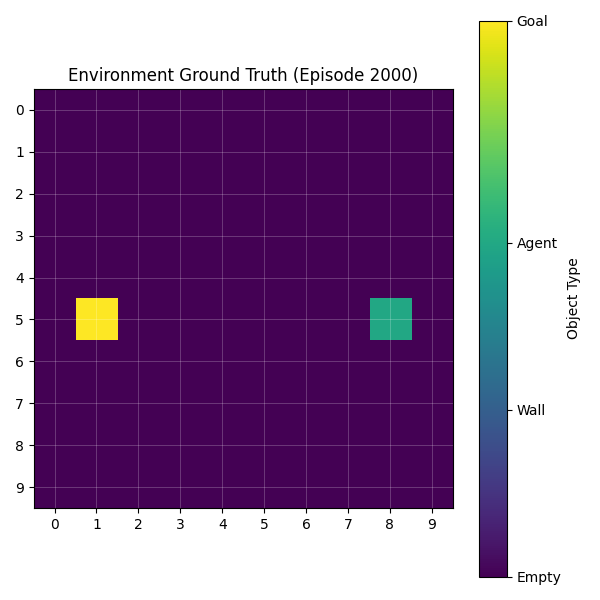 Environment Ground Truth (Episode 2000)
0
1
2
3
4
5
6
7
8
9
0 1 2 3 4 5 6 7 8 9
Goal
Agent
Wall
Empty
Object Type